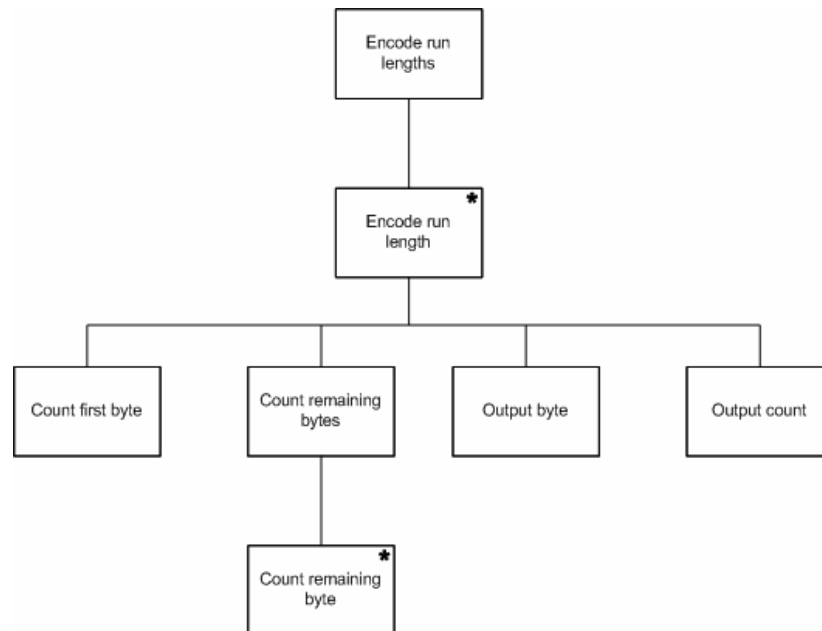 Encode run
lengths
*
Encode run
length
Count first byte
Count remaining
bytes
Output byte
Output count
*
Count remaining
byte